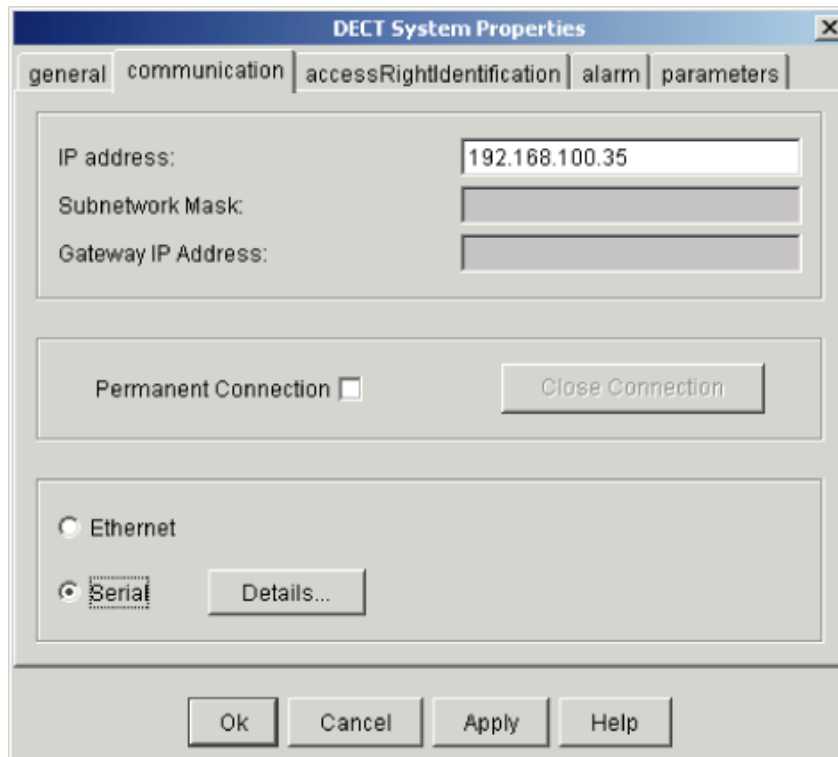 DECT System Properties
general communication accessRightIdentification alarm parameters
IP address: 192.168.100.35
Subnetwork Mask:
Gateway IP Address:
Permanent Connection Close Connection
Ethernet
Serial Details...
Ok Cancel Apply Help